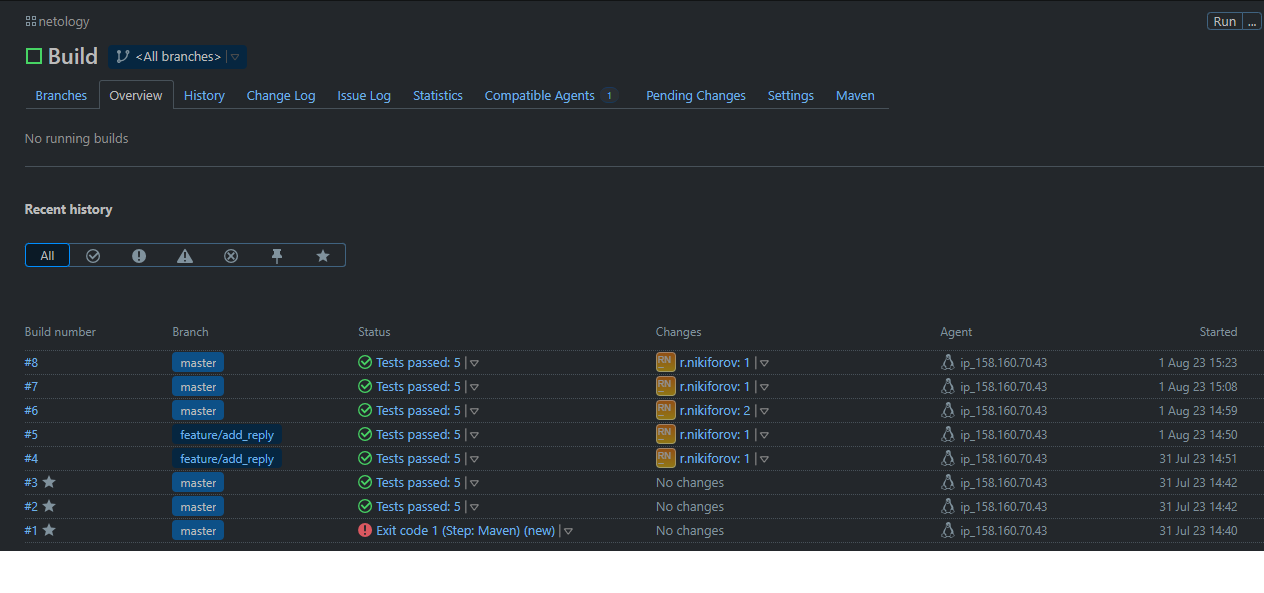 netology
Run ...
Build <All branches>
Branches Overview History Change Log Issue Log Statistics Compatible Agents 1 Pending Changes Settings Maven
No running builds
Recent history
All
Build number Branch Status Changes Agent Started
#8 master Tests passed: 5 RN r.nikiforov: 1 ip_158.160.70.43 1 Aug 23 15:23
#7 master Tests passed: 5 RN r.nikiforov: 1 ip_158.160.70.43 1 Aug 23 15:08
#6 master Tests passed: 5 RN r.nikiforov: 2 ip_158.160.70.43 1 Aug 23 14:59
#5 feature/add_reply Tests passed: 5 RN r.nikiforov: 1 ip_158.160.70.43 1 Aug 23 14:50
#4 feature/add_reply Tests passed: 5 RN r.nikiforov: 1 ip_158.160.70.43 31 Jul 23 14:51
#3 master Tests passed: 5 No changes ip_158.160.70.43 31 Jul 23 14:42
#2 master Tests passed: 5 No changes ip_158.160.70.43 31 Jul 23 14:42
#1 master Exit code 1 (Step: Maven) (new) No changes ip_158.160.70.43 31 Jul 23 14:40